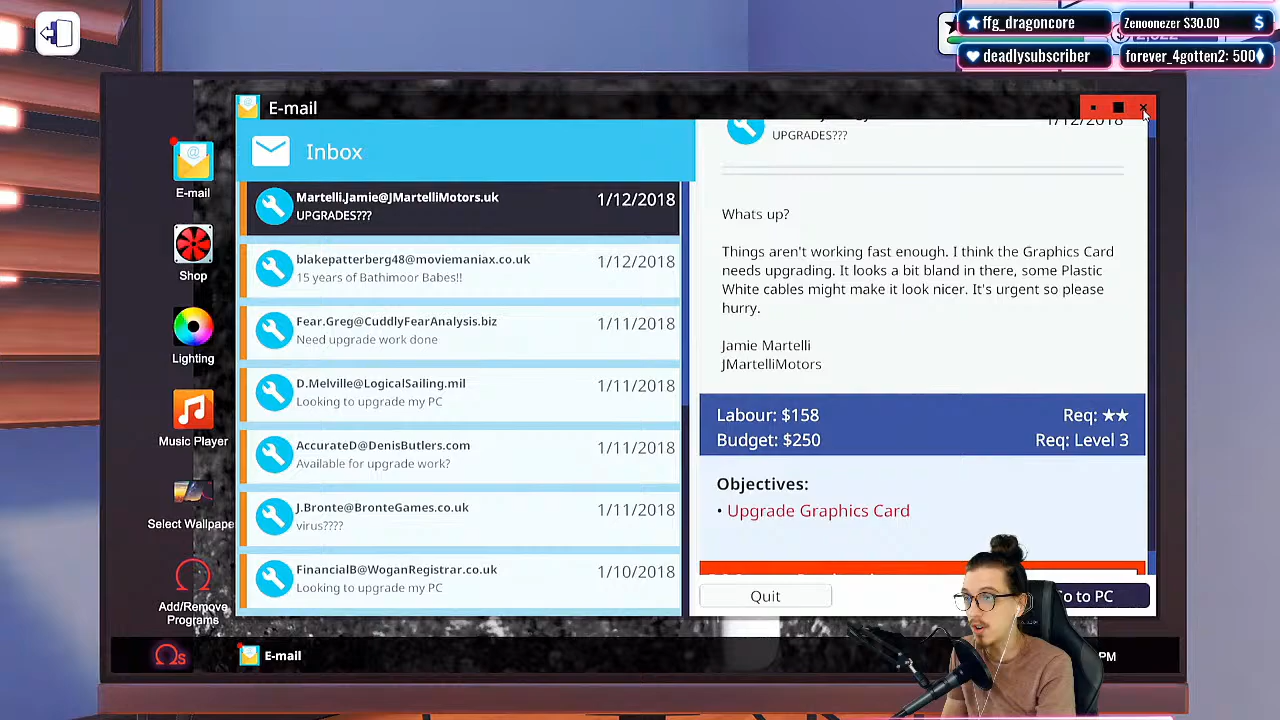 ffg_dragoncore
Zenoonezer $30.00
$
deadlysubscriber
forever_4gotten2: 500
E-mail
Inbox
UPGRADES???
1/12/2018
Martelli.Jamie@JMartelliMotors.uk
1/12/2018
UPGRADES???
blakepatterberg48@moviemaniax.co.uk
1/12/2018
15 years of Bathimoor Babes!!
Fear.Greg@CuddlyFearAnalysis.biz
1/11/2018
Need upgrade work done
D.Melville@LogicalSailing.mil
1/11/2018
Looking to upgrade my PC
AccurateD@DenisButlers.com
1/11/2018
Available for upgrade work?
J.Bronte@BronteGames.co.uk
1/11/2018
virus????
FinancialB@WoganRegistrar.co.uk
1/10/2018
Looking to upgrade my PC
Whats up?
Things aren't working fast enough. I think the Graphics Card
needs upgrading. It looks a bit bland in there, some Plastic
White cables might make it look nicer. It's urgent so please
hurry.
Jamie Martelli
JMartelliMotors
Labour: $158
Req: ★★
Budget: $250
Req: Level 3
Objectives:
• Upgrade Graphics Card
Quit
Go to PC
E-mail
Shop
Lighting
Music Player
Select Wallpape
Add/Remove
Programs
Ωs
E-mail
PM